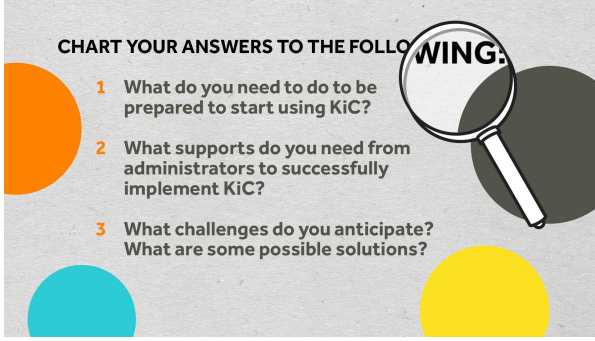 CHART YOUR ANSWERS TO THE FOLLOWING:
1 What do you need to do to be
prepared to start using KiC?
2 What supports do you need from
administrators to successfully
implement KiC?
3 What challenges do you anticipate?
What are some possible solutions?